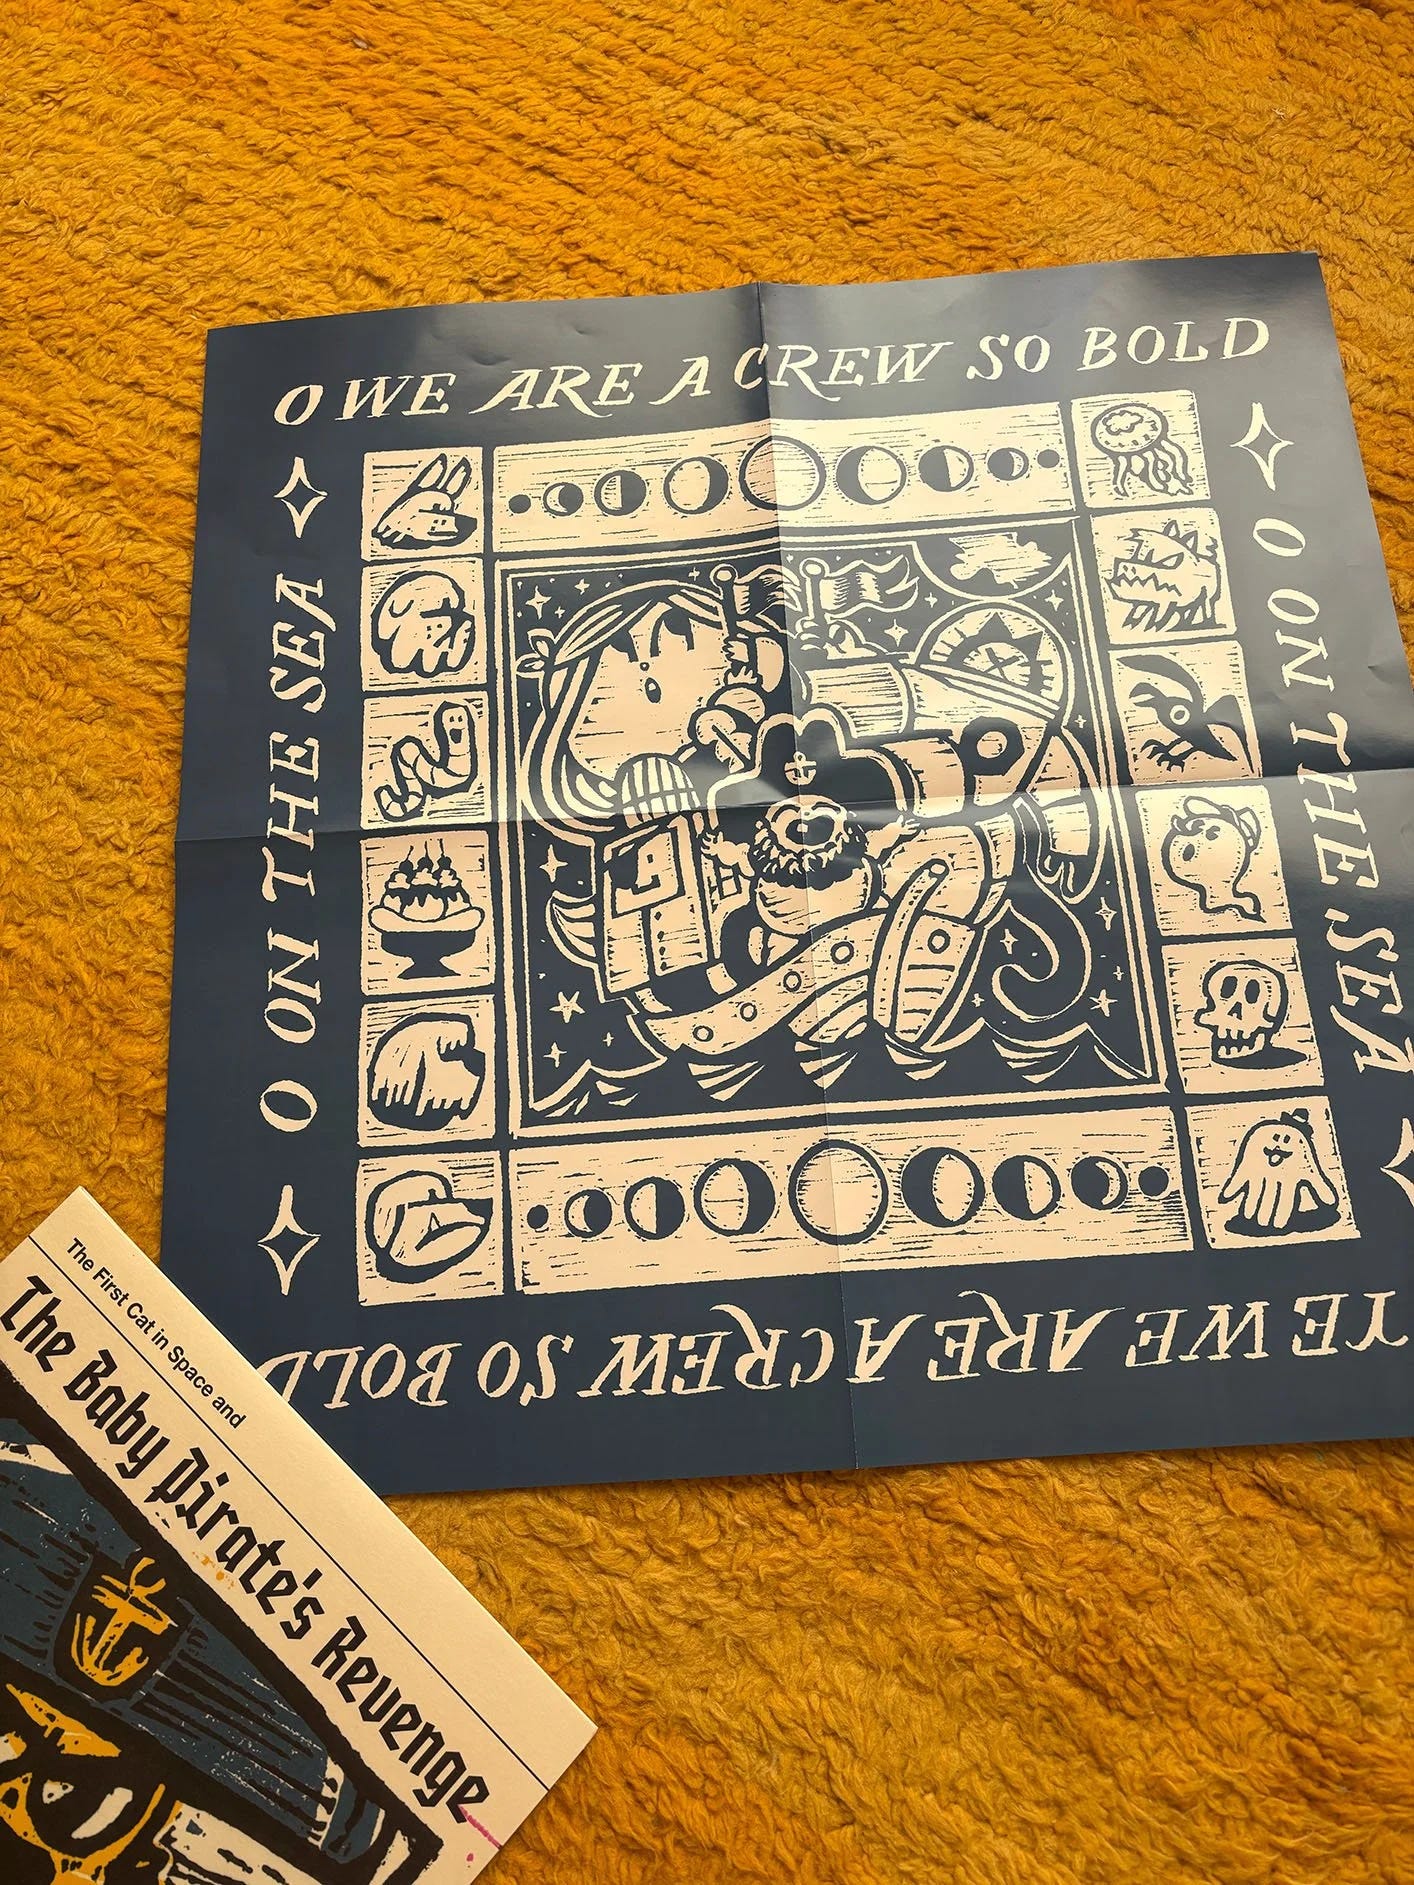 O WE ARE A CREW SO BOLD
O ON THE SEA
O ON THE SEA
YE WE ARE A CREW SO BOLD
The First Cat in Space and
The Baby Pirate's Revenge